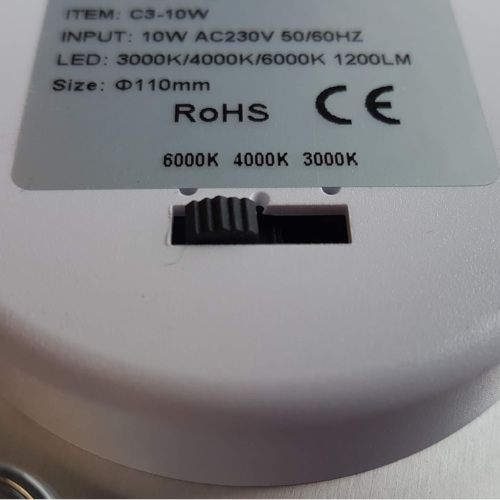 ITEM: C3-10W
INPUT: 10W AC230V 50/60HZ
LED: 3000K/4000K/6000K 1200LM
Size: Φ110mm
RoHS CE
6000K 4000K 3000K